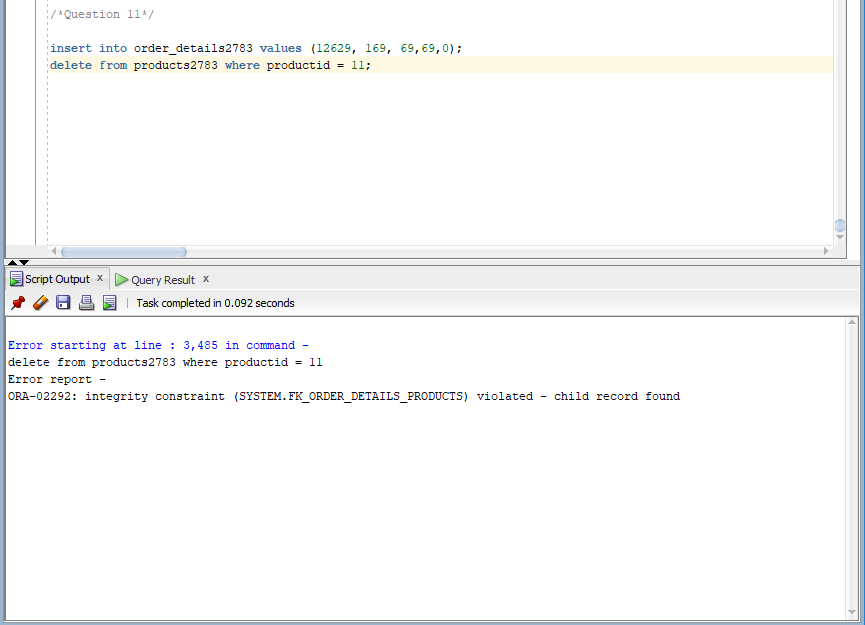 /*Question 11*/
insert into order_details2783 values (12629, 169, 69,69,0);
delete from products2783 where productid = 11;
Script Output x Query Result x
Task completed in 0.092 seconds
Error starting at line : 3,485 in command -
delete from products2783 where productid = 11
Error report -
ORA-02292: integrity constraint (SYSTEM.FK_ORDER_DETAILS_PRODUCTS) violated - child record found